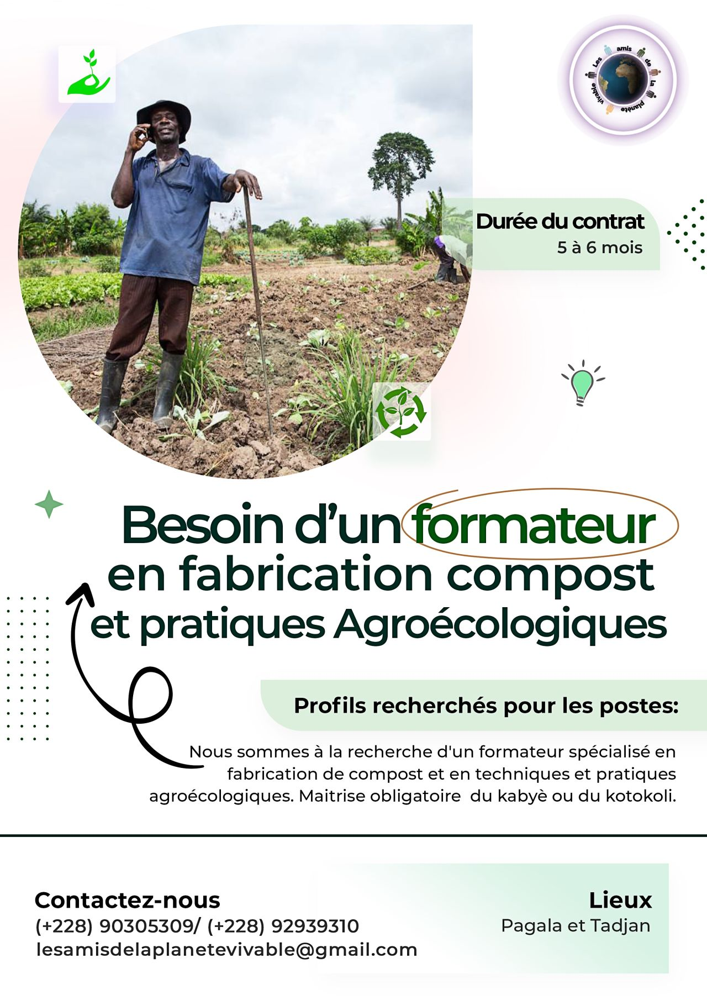 Les amis de la planète vivable
Durée du contrat
5 à 6 mois
Besoin d’un formateur
en fabrication compost
et pratiques Agroécologiques
Profils recherchés pour les postes:
Nous sommes à la recherche d'un formateur spécialisé en
fabrication de compost et en techniques et pratiques
agroécologiques. Maitrise obligatoire  du kabyè ou du kotokoli.
Contactez-nous
(+228) 90305309/ (+228) 92939310
lesamisdelaplanetevivable@gmail.com
Lieux
Pagala et Tadjan